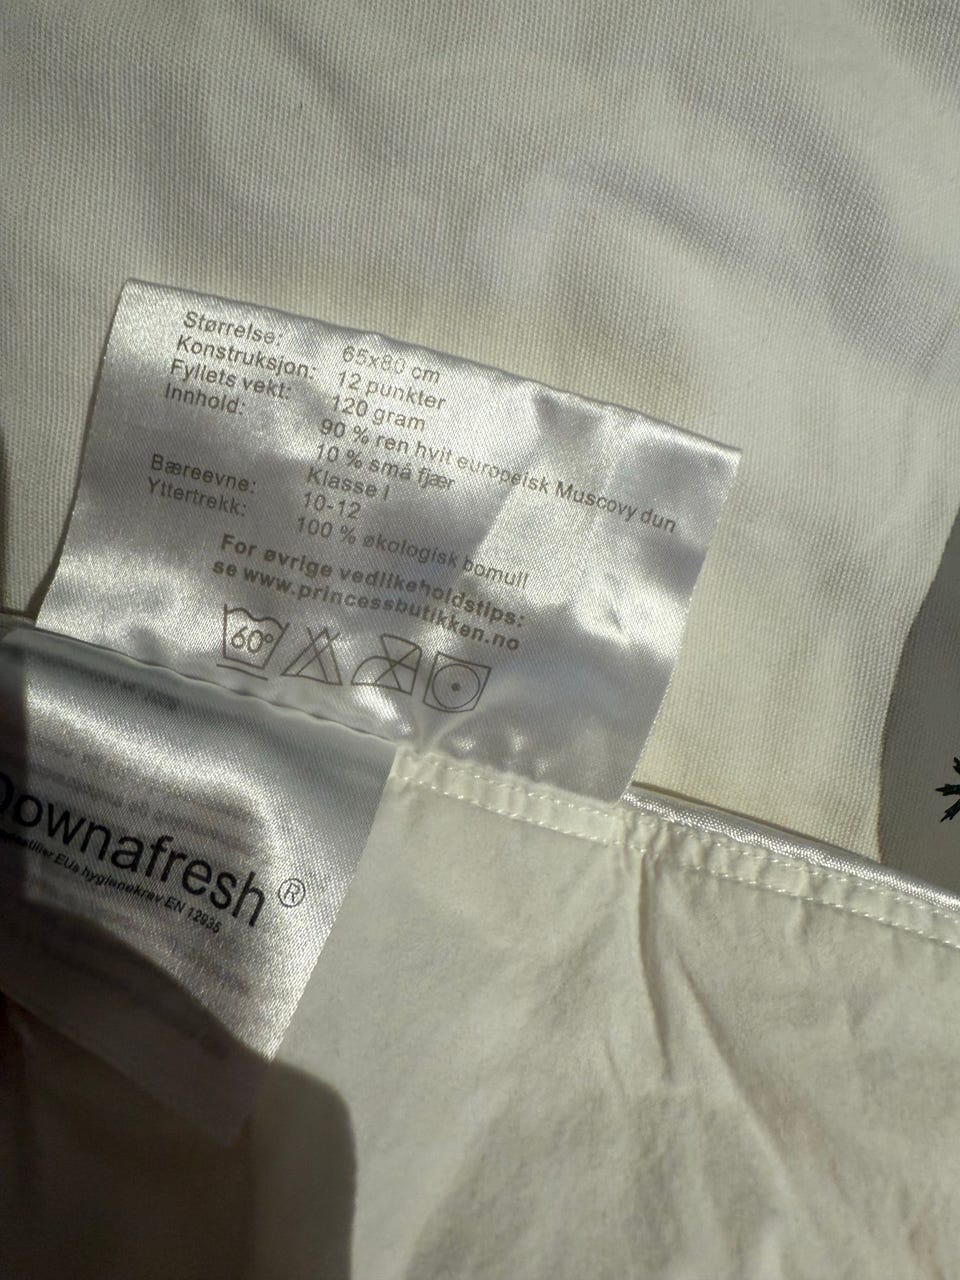 Størrelse: 65x80 cm
Konstruksjon: 12 punkter
Fyllets vekt: 120 gram
Innhold: 90 % ren hvit europeisk Muscovy dun
10 % små fjær
Klasse I
Bæreevne: 10-12
Yttertrekk: 100 % økologisk bomull
For øvrige vedlikeholdstips:
se www.princessbutikken.no
60°
Downafresh®
EUs hygienekrav EN 12935